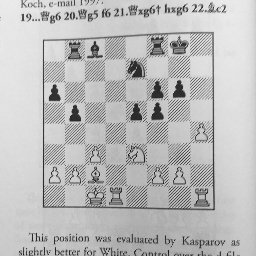 Koch, e-mail 1997.
19...♕g6 20.♕g5 f6 21.♕xg6† hxg6 22.♗c2
This position was evaluated by Kasparov as
slightly better for White. Control over the d-file